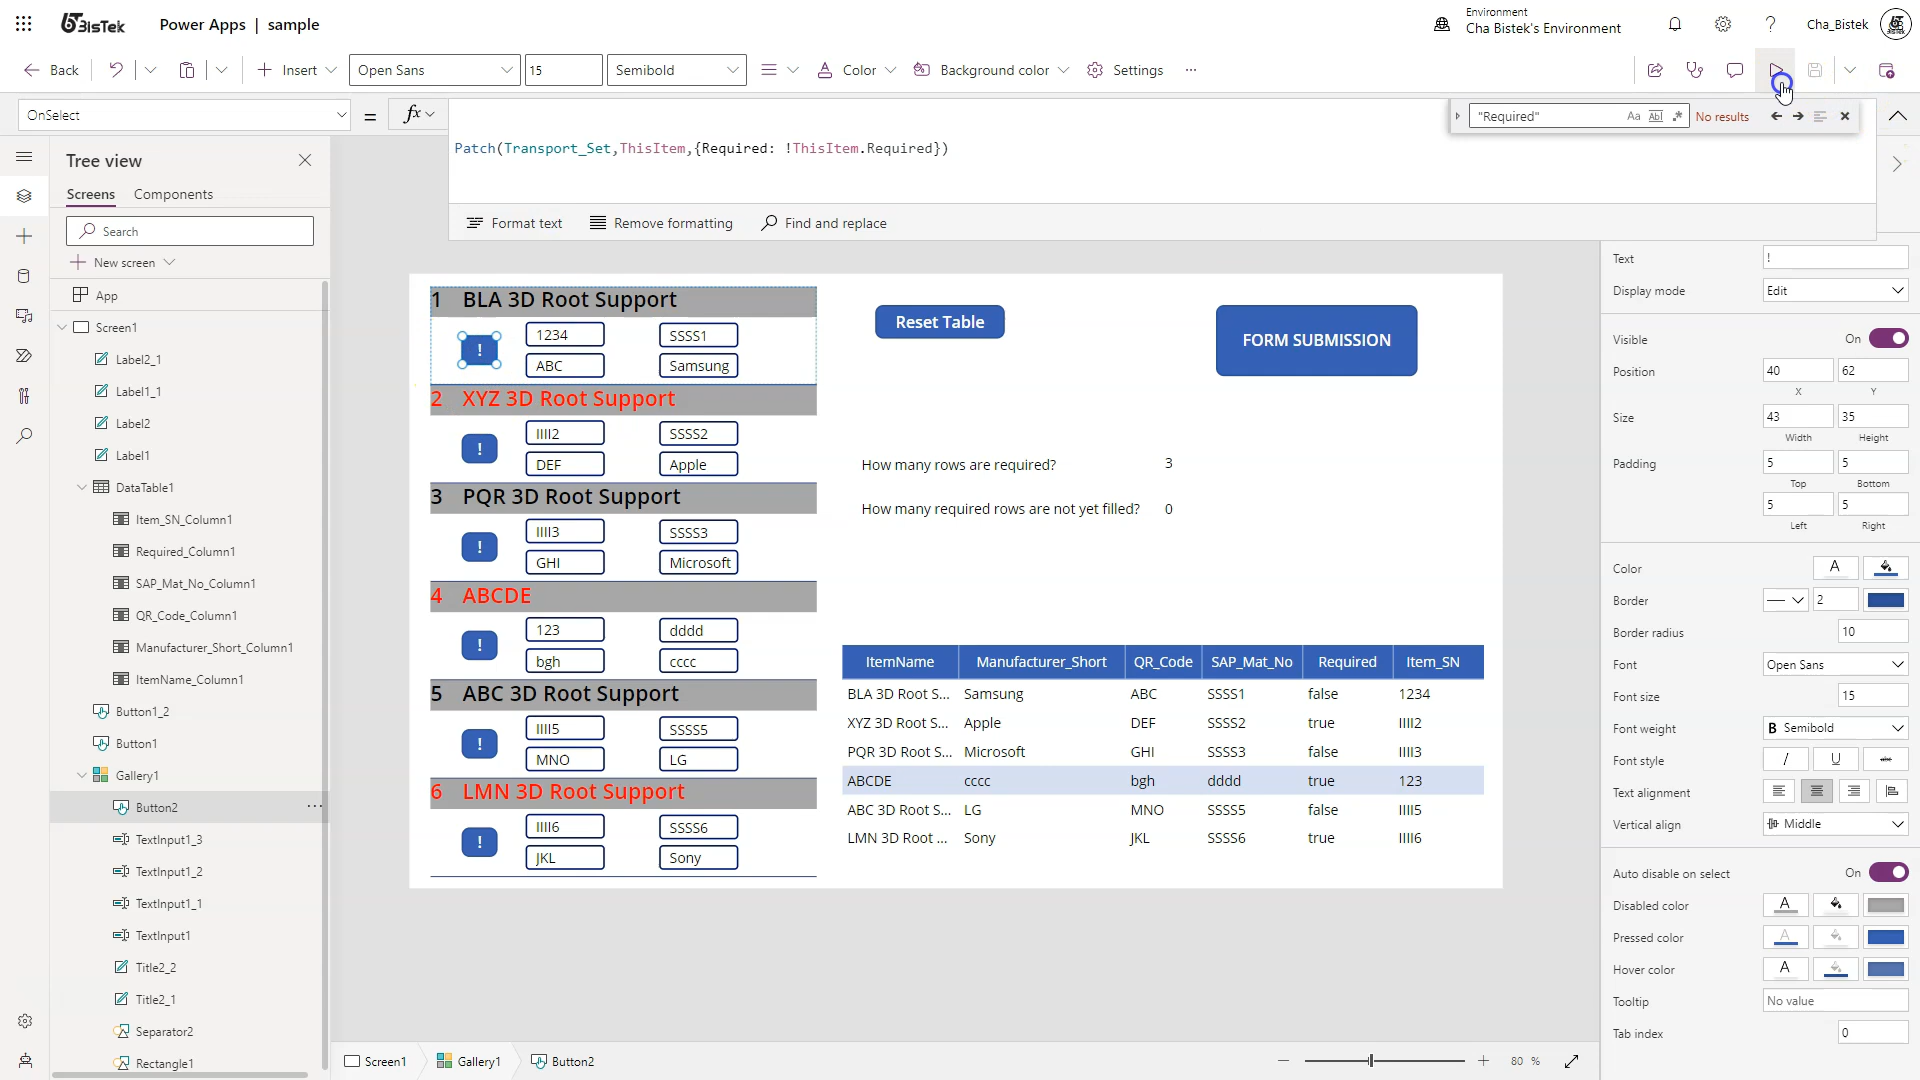 BisTek
Power Apps | sample
Environment
Cha Bistek's Environment
Cha_Bistek
Back
Insert
Open Sans
15
Semibold
Color
Background color
Settings
OnSelect
=
fx
"Required"
Aa
Abl
No results
Patch(Transport_Set,ThisItem,{Required: !ThisItem.Required})
Format text
Remove formatting
Find and replace
Tree view
Screens
Components
Search
New screen
App
Screen1
Label2_1
Label1_1
Label2
Label1
DataTable1
Item_SN_Column1
Required_Column1
SAP_Mat_No_Column1
QR_Code_Column1
Manufacturer_Short_Column1
ItemName_Column1
Button1_2
Button1
Gallery1
Button2
TextInput1_3
TextInput1_2
TextInput1_1
TextInput1
Title2_2
Title2_1
Separator2
Rectangle1
1 BLA 3D Root Support
! 1234 SSSS1
ABC Samsung
2 XYZ 3D Root Support
! IIII2 SSSS2
DEF Apple
3 PQR 3D Root Support
! IIII3 SSSS3
GHI Microsoft
4 ABCDE
! 123 dddd
bgh cccc
5 ABC 3D Root Support
! IIII5 SSSS5
MNO LG
6 LMN 3D Root Support
! IIII6 SSSS6
JKL Sony
Reset Table
FORM SUBMISSION
How many rows are required? 3
How many required rows are not yet filled? 0
ItemName Manufacturer_Short QR_Code SAP_Mat_No Required Item_SN
BLA 3D Root S... Samsung ABC SSSS1 false 1234
XYZ 3D Root S... Apple DEF SSSS2 true IIII2
PQR 3D Root S... Microsoft GHI SSSS3 false IIII3
ABCDE cccc bgh dddd true 123
ABC 3D Root S... LG MNO SSSS5 false IIII5
LMN 3D Root ... Sony JKL SSSS6 true IIII6
Text !
Display mode Edit
Visible On
Position 40 62
X Y
Size 43 35
Width Height
Padding 5 5
Top Bottom
5 5
Left Right
Color A
Border 2
Border radius 10
Font Open Sans
Font size 15
Font weight B Semibold
Font style / U abc
Text alignment
Vertical align Middle
Auto disable on select On
Disabled color A
Pressed color A
Hover color A
Tooltip No value
Tab index 0
Screen1 Gallery1 Button2
80 %